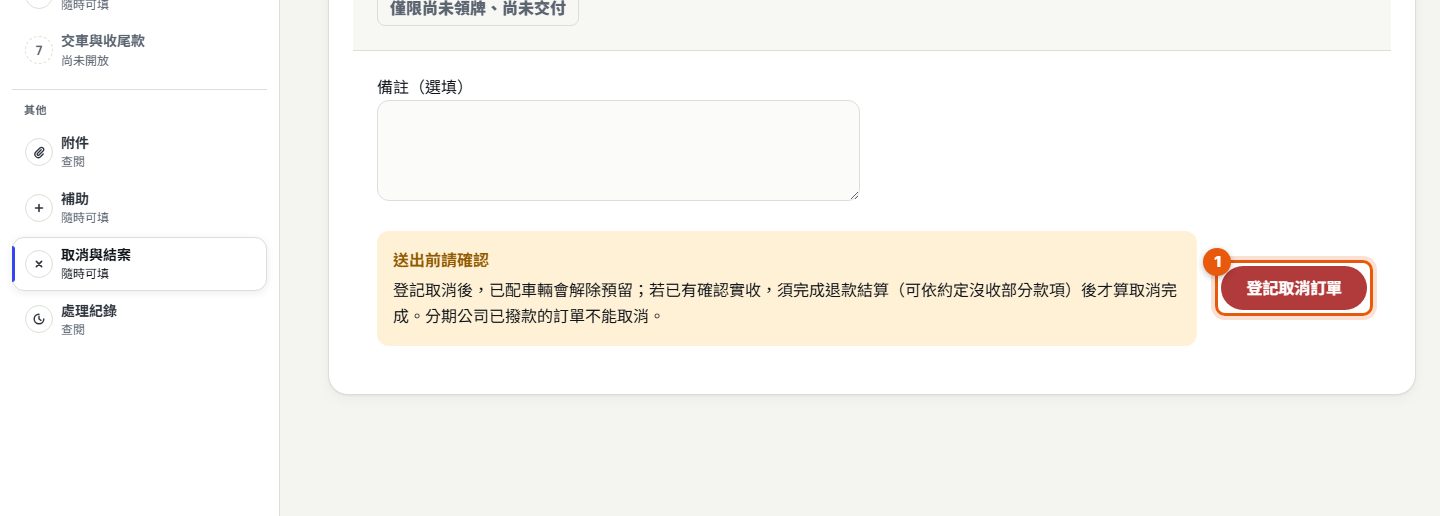 隨時可填
7
交車與收尾款
尚未開放
其他
附件
查閱
補助
隨時可填
取消與結案
隨時可填
處理紀錄
查閱
僅限尚未領牌、尚未交付
備註（選填）
送出前請確認
登記取消後，已配車輛會解除預留；若已有確認實收，須完成退款結算（可依約定沒收部分款項）後才算取消完
成。分期公司已撥款的訂單不能取消。
1
登記取消訂單